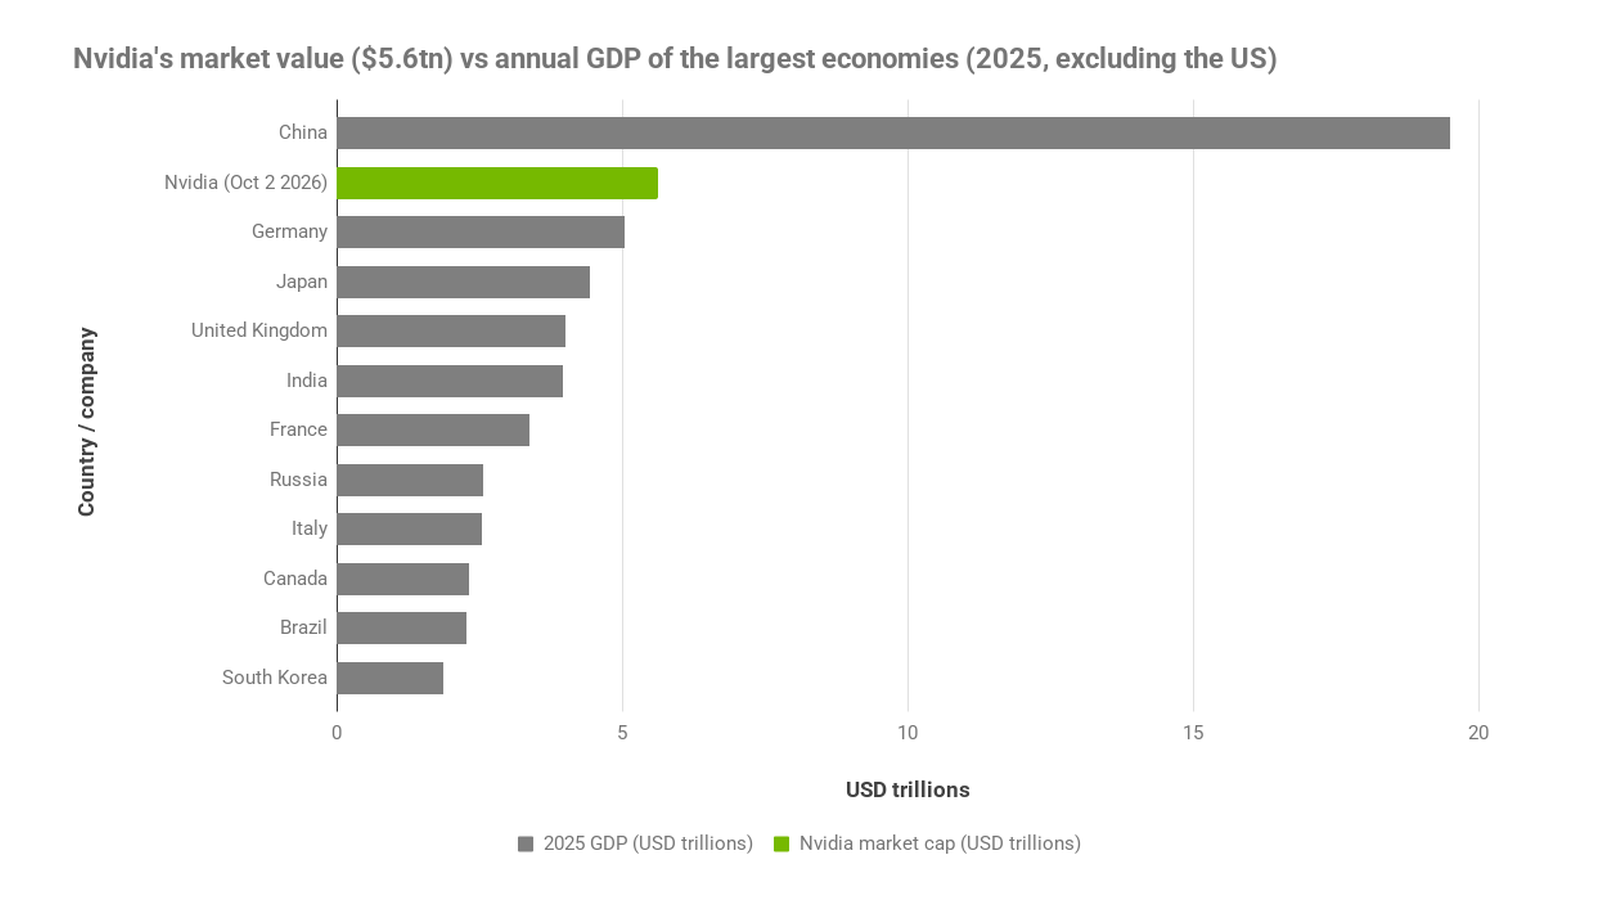 Nvidia's market value ($5.6tn) vs annual GDP of the largest economies (2025, excluding the US)
Country / company
China
Nvidia (Oct 2 2026)
Germany
Japan
United Kingdom
India
France
Russia
Italy
Canada
Brazil
South Korea
0 5 10 15 20
USD trillions
2025 GDP (USD trillions) Nvidia market cap (USD trillions)